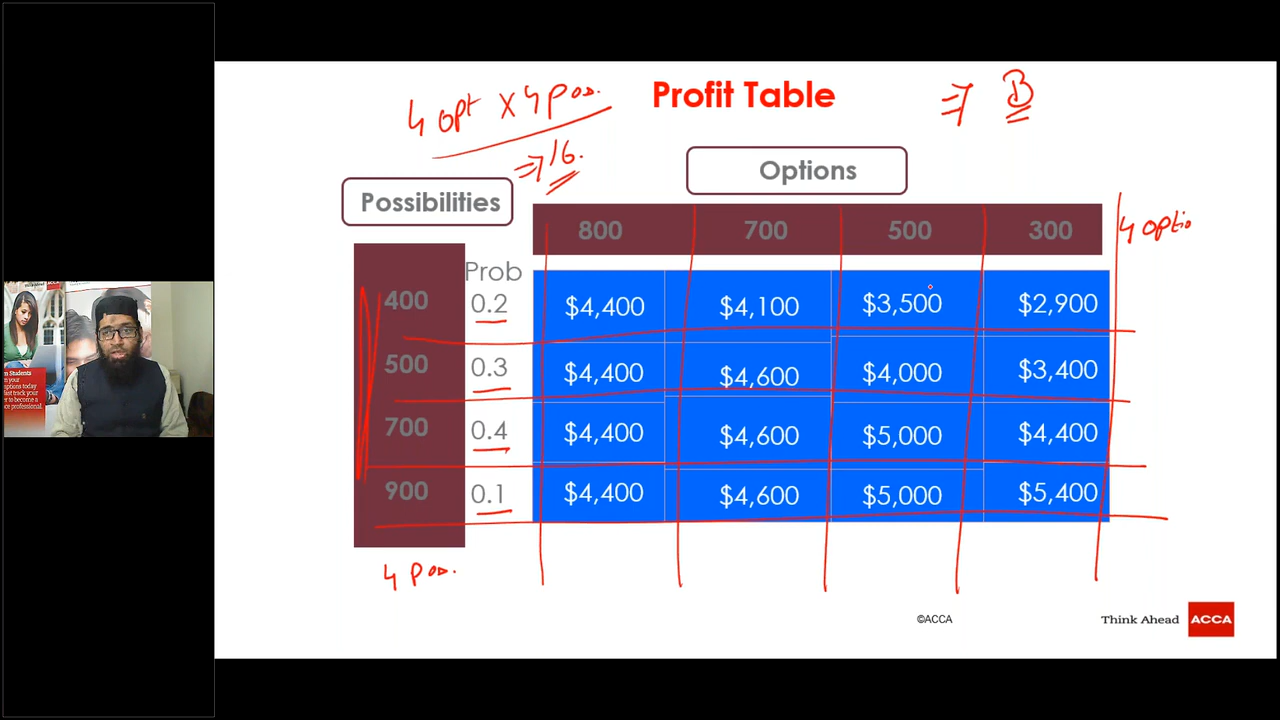 4 opt X 4 pos.
Profit Table
⇒ B
⇒ 16.
Options
Possibilities
800 700 500 300
4 optio
Prob
400 0.2 $4,400 $4,100 $3,500 $2,900
500 0.3 $4,400 $4,600 $4,000 $3,400
700 0.4 $4,400 $4,600 $5,000 $4,400
900 0.1 $4,400 $4,600 $5,000 $5,400
4 pos.
©ACCA
Think Ahead ACCA